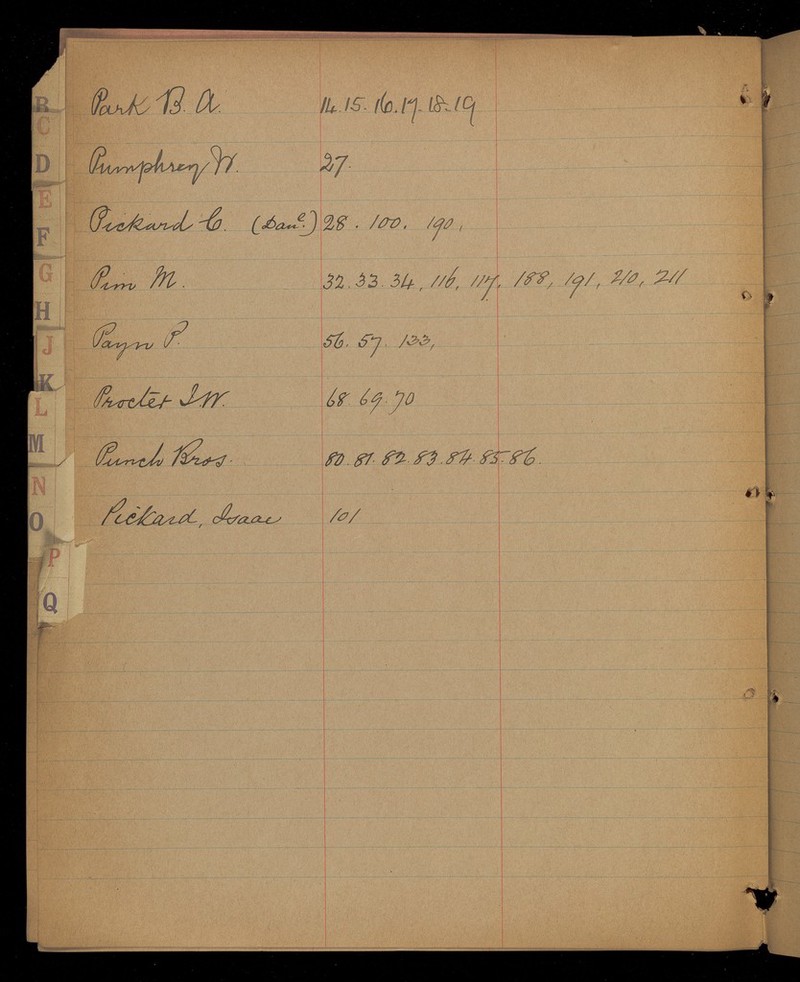 B
C
D
E
F
G
H
J
K
L
M
N
O
P
Q
Park B. A. 14. 15. 16. 17. 18. 19
Pumphrey W. 27.
Pickard C. (Danl.) 28. 100. 190,
Pim M. 32. 33. 34, 116, 117, 188, 191, 210, 211
Payn P. 56. 57. 133,
Procter I W. 68 69. 70
Punch Bros. 80. 81. 82. 83. 84 85. 86.
Pickard, Isaac 101